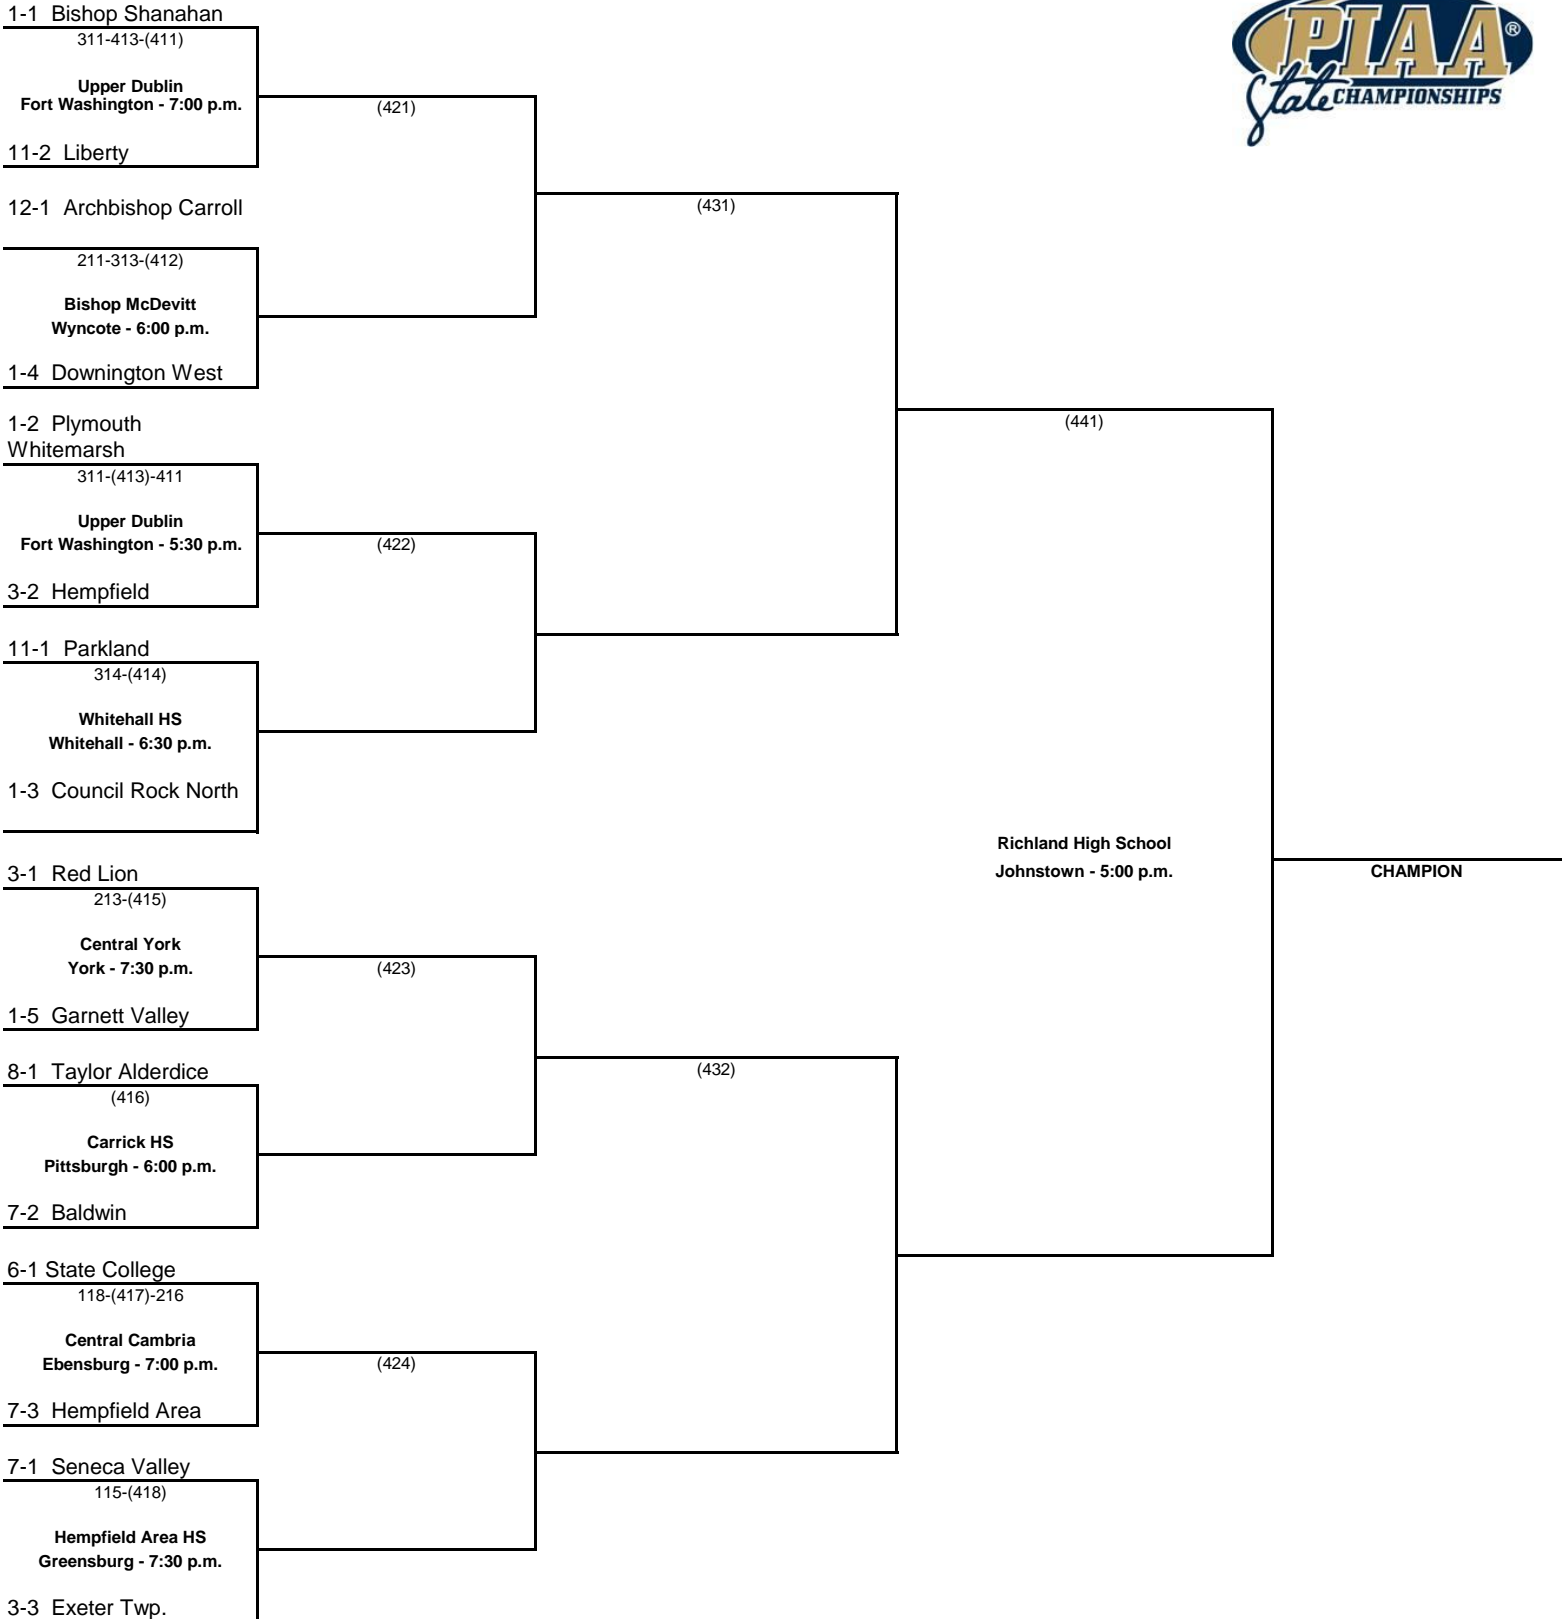 1-1 Bishop Shanahan
311-413-(411)
Upper Dublin
Fort Washington - 7:00 p.m.
(421)
11-2 Liberty
PIAA®
State CHAMPIONSHIPS
12-1 Archbishop Carroll
(431)
211-313-(412)
Bishop McDevitt
Wyncote - 6:00 p.m.
1-4 Downington West
1-2 Plymouth
Whitemarsh
(441)
311-(413)-411
Upper Dublin
Fort Washington - 5:30 p.m.
(422)
3-2 Hempfield
11-1 Parkland
314-(414)
Whitehall HS
Whitehall - 6:30 p.m.
1-3 Council Rock North
Richland High School
Johnstown - 5:00 p.m.
CHAMPION
3-1 Red Lion
213-(415)
Central York
York - 7:30 p.m.
(423)
1-5 Garnett Valley
8-1 Taylor Alderdice
(432)
(416)
Carrick HS
Pittsburgh - 6:00 p.m.
7-2 Baldwin
6-1 State College
118-(417)-216
Central Cambria
Ebensburg - 7:00 p.m.
(424)
7-3 Hempfield Area
7-1 Seneca Valley
115-(418)
Hempfield Area HS
Greensburg - 7:30 p.m.
3-3 Exeter Twp.